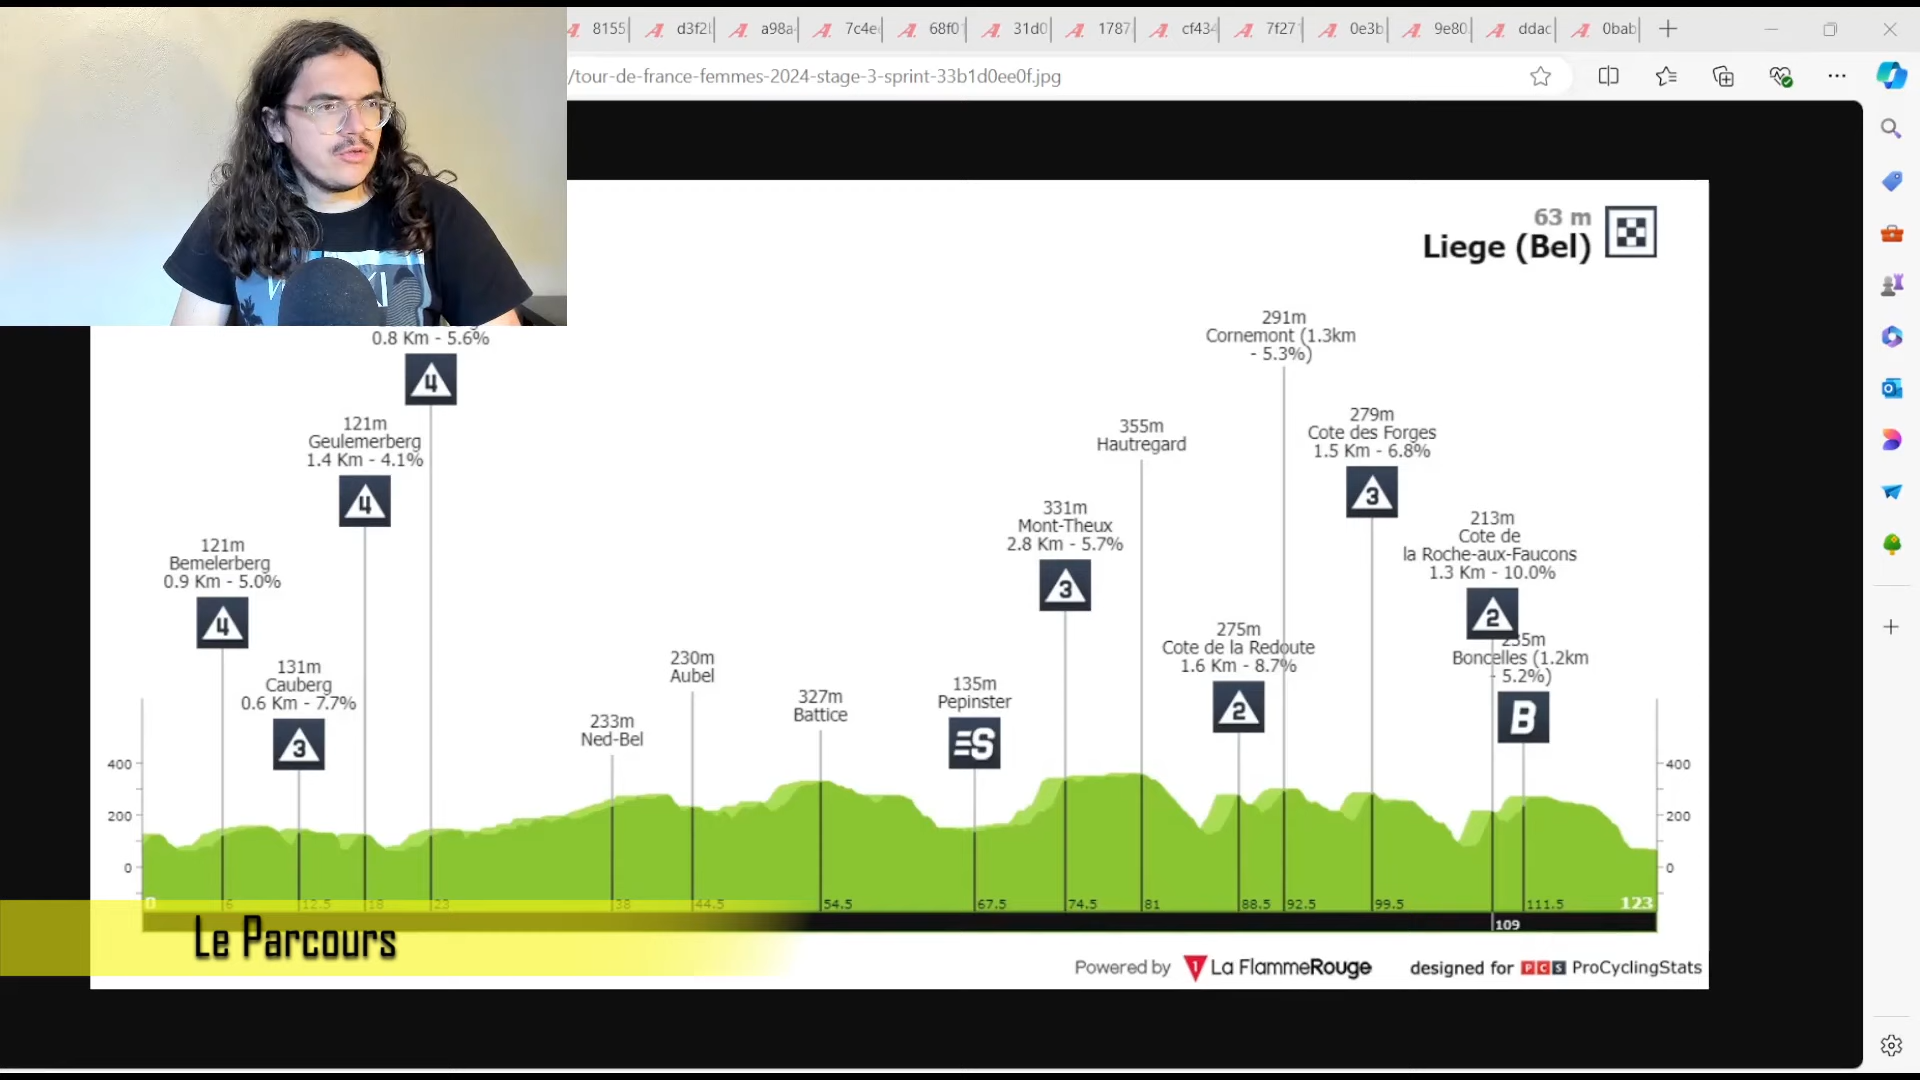 8155
d3f2l
a98a
7c4e
68f01
31d0
1787
cf434
7f27
0e3b
9e80
ddac
0bab
/tour-de-france-femmes-2024-stage-3-sprint-33b1d0ee0f.jpg
63 m
Liege (Bel)
0.8 Km - 5.6%
4
121m
Geulemerberg
1.4 Km - 4.1%
4
121m
Bemelerberg
0.9 Km - 5.0%
4
131m
Cauberg
0.6 Km - 7.7%
3
233m
Ned-Bel
230m
Aubel
327m
Battice
135m
Pepinster
S
331m
Mont-Theux
2.8 Km - 5.7%
3
355m
Hautregard
275m
Cote de la Redoute
1.6 Km - 8.7%
2
291m
Cornemont (1.3km
- 5.3%)
279m
Cote des Forges
1.5 Km - 6.8%
3
213m
Cote de
la Roche-aux-Faucons
1.3 Km - 10.0%
2
235m
Boncelles (1.2km
- 5.2%)
B
400
200
0
400
200
0
0 6 12.5 18 23 38 44.5 54.5 67.5 74.5 81 88.5 92.5 99.5 111.5 123
109
Le Parcours
Powered by 1 La FlammeRouge designed for PCS ProCyclingStats